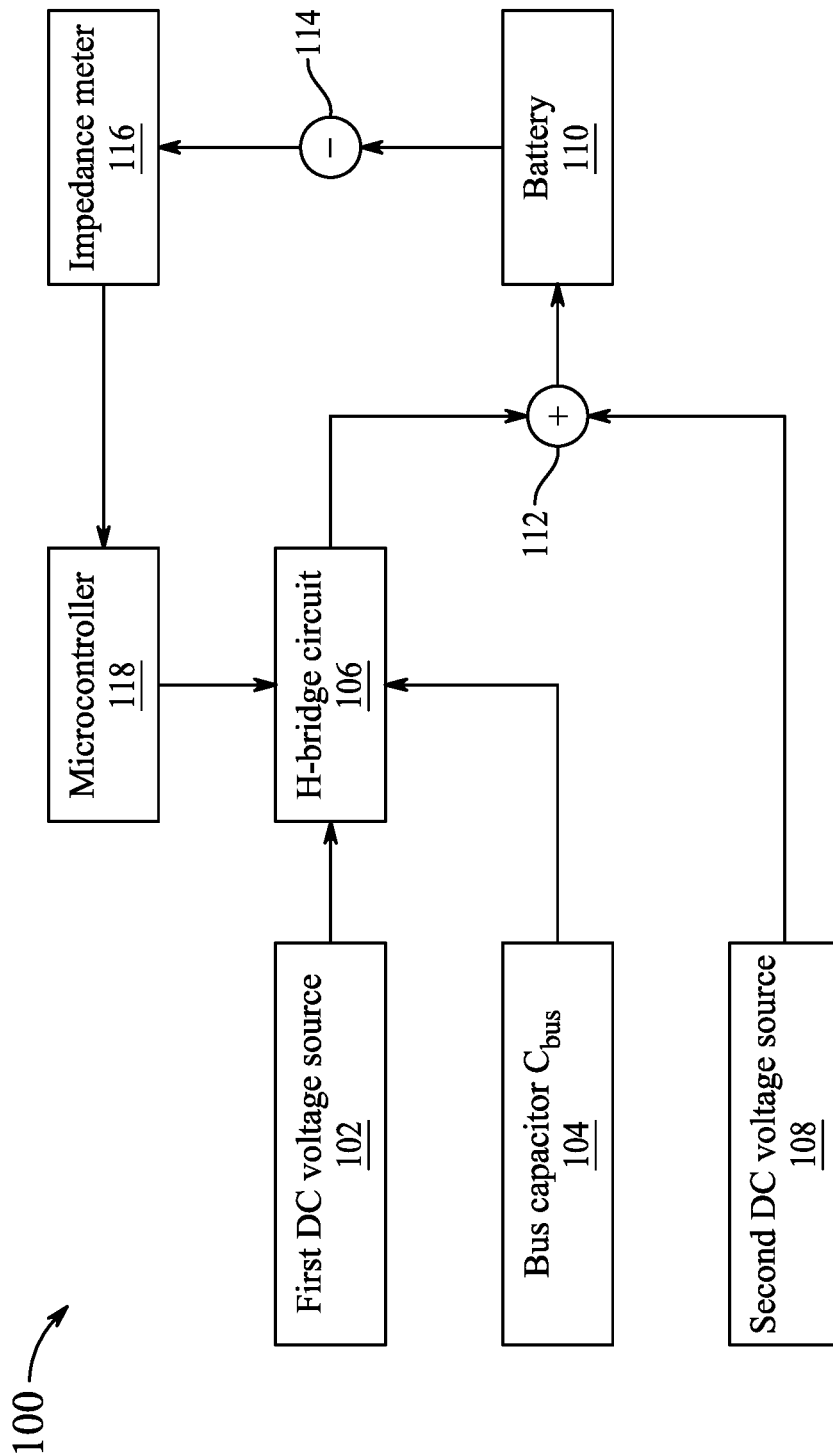 100
First DC voltage source
102
Bus capacitor C_bus
104
Second DC voltage source
108
Microcontroller
118
H-bridge circuit
106
112
+
Impedance meter
116
114
−
Battery
110